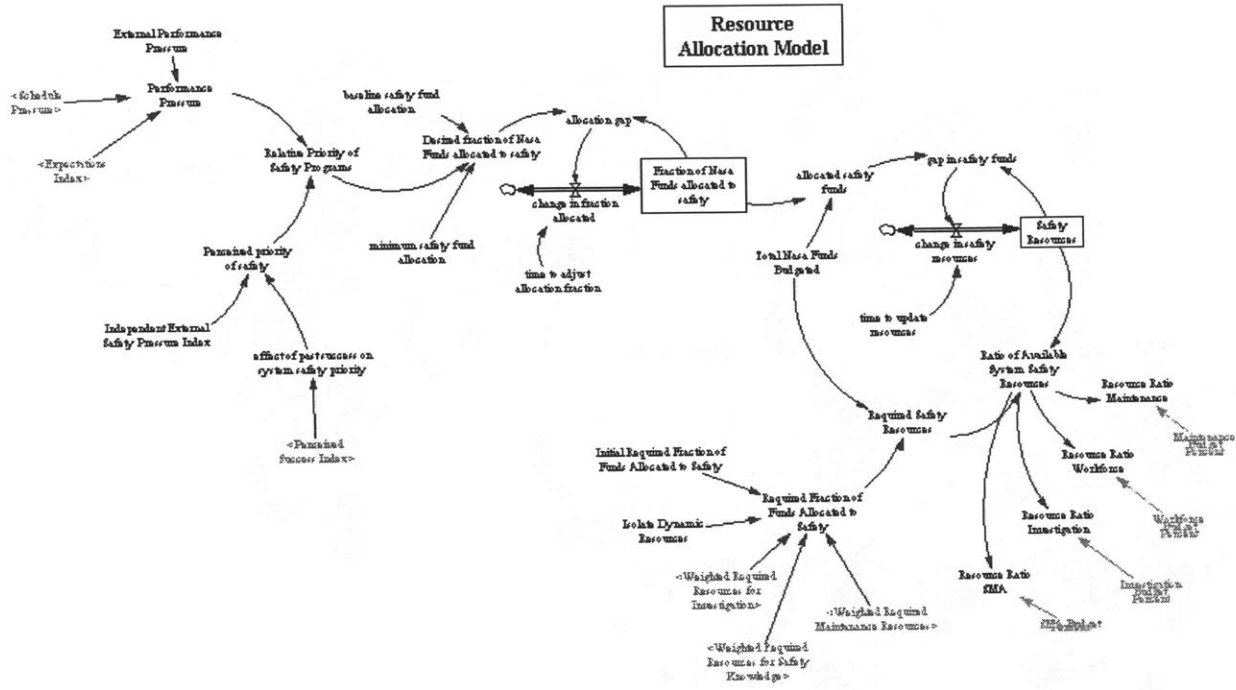 Resource
Allocation Model
External Performance
Pressure
<Schedule
Pressure>
Performance
Pressure
<Expectations
Index>
Relative Priority of
Safety Programs
baseline safety fund
allocation
Desired fraction of Nasa
Funds allocated to safety
allocation gap
Fraction of Nasa
Funds allocated to
safety
change in fraction
allocated
minimum safety fund
allocation
time to adjust
allocation fraction
allocated safety
funds
gap in safety funds
Safety
Resources
change in safety
resources
Total Nasa Funds
Budgeted
time to update
resources
Perceived priority
of safety
Independent External
Safety Pressure Index
effect of past success on
system safety priority
<Perceived
Success Index>
Ratio of Available
System Safety
Resources
Resource Ratio
Maintenance
Maintenance
Budget
Percent
Required Safety
Resources
Resource Ratio
Workforce
Workforce
Budget
Percent
Initial Required Fraction of
Funds Allocated to Safety
Required Fraction of
Funds Allocated to
Safety
Isolate Dynamic
Resources
Resource Ratio
Investigation
Investigation
Budget
Percent
Resource Ratio
SMA
SMA Budget
Percent
<Weighted Required
Resources for
Investigation>
<Weighted Required
Maintenance Resources>
<Weighted Required
Resources for Safety
Knowledge>